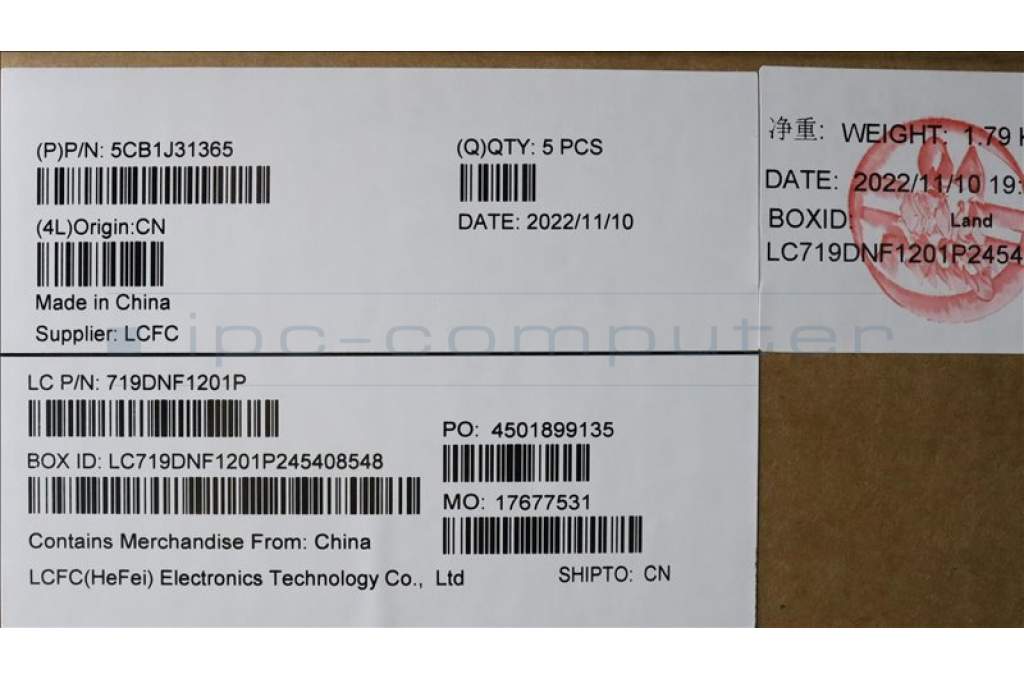 (P)P/N: 5CB1J31365
(Q)QTY: 5 PCS
(4L)Origin:CN
DATE: 2022/11/10
Made in China
Supplier: LCFC
净重: WEIGHT: 1.79
DATE: 2022/11/10 19:
BOXID:
Land
LC719DNF1201P2454
ipc-computer
LC P/N: 719DNF1201P
BOX ID: LC719DNF1201P245408548
Contains Merchandise From: China
LCFC(HeFei) Electronics Technology Co., Ltd
PO: 4501899135
MO: 17677531
SHIPTO: CN